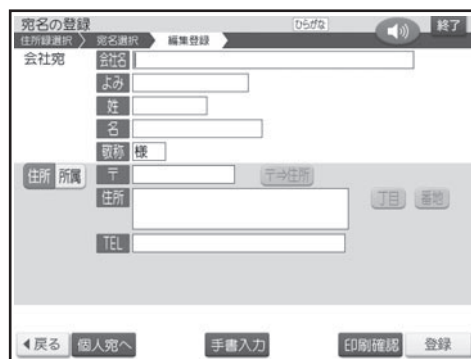 宛名の登録 ひらがな 終了
住所録選択 宛名選択 編集登録
会社宛 会社名
よみ
姓
名
敬称 様
住所 所属 〒 〒⇒住所
住所 丁目 番地
TEL
戻る 個人宛へ 手書入力 印刷確認 登録